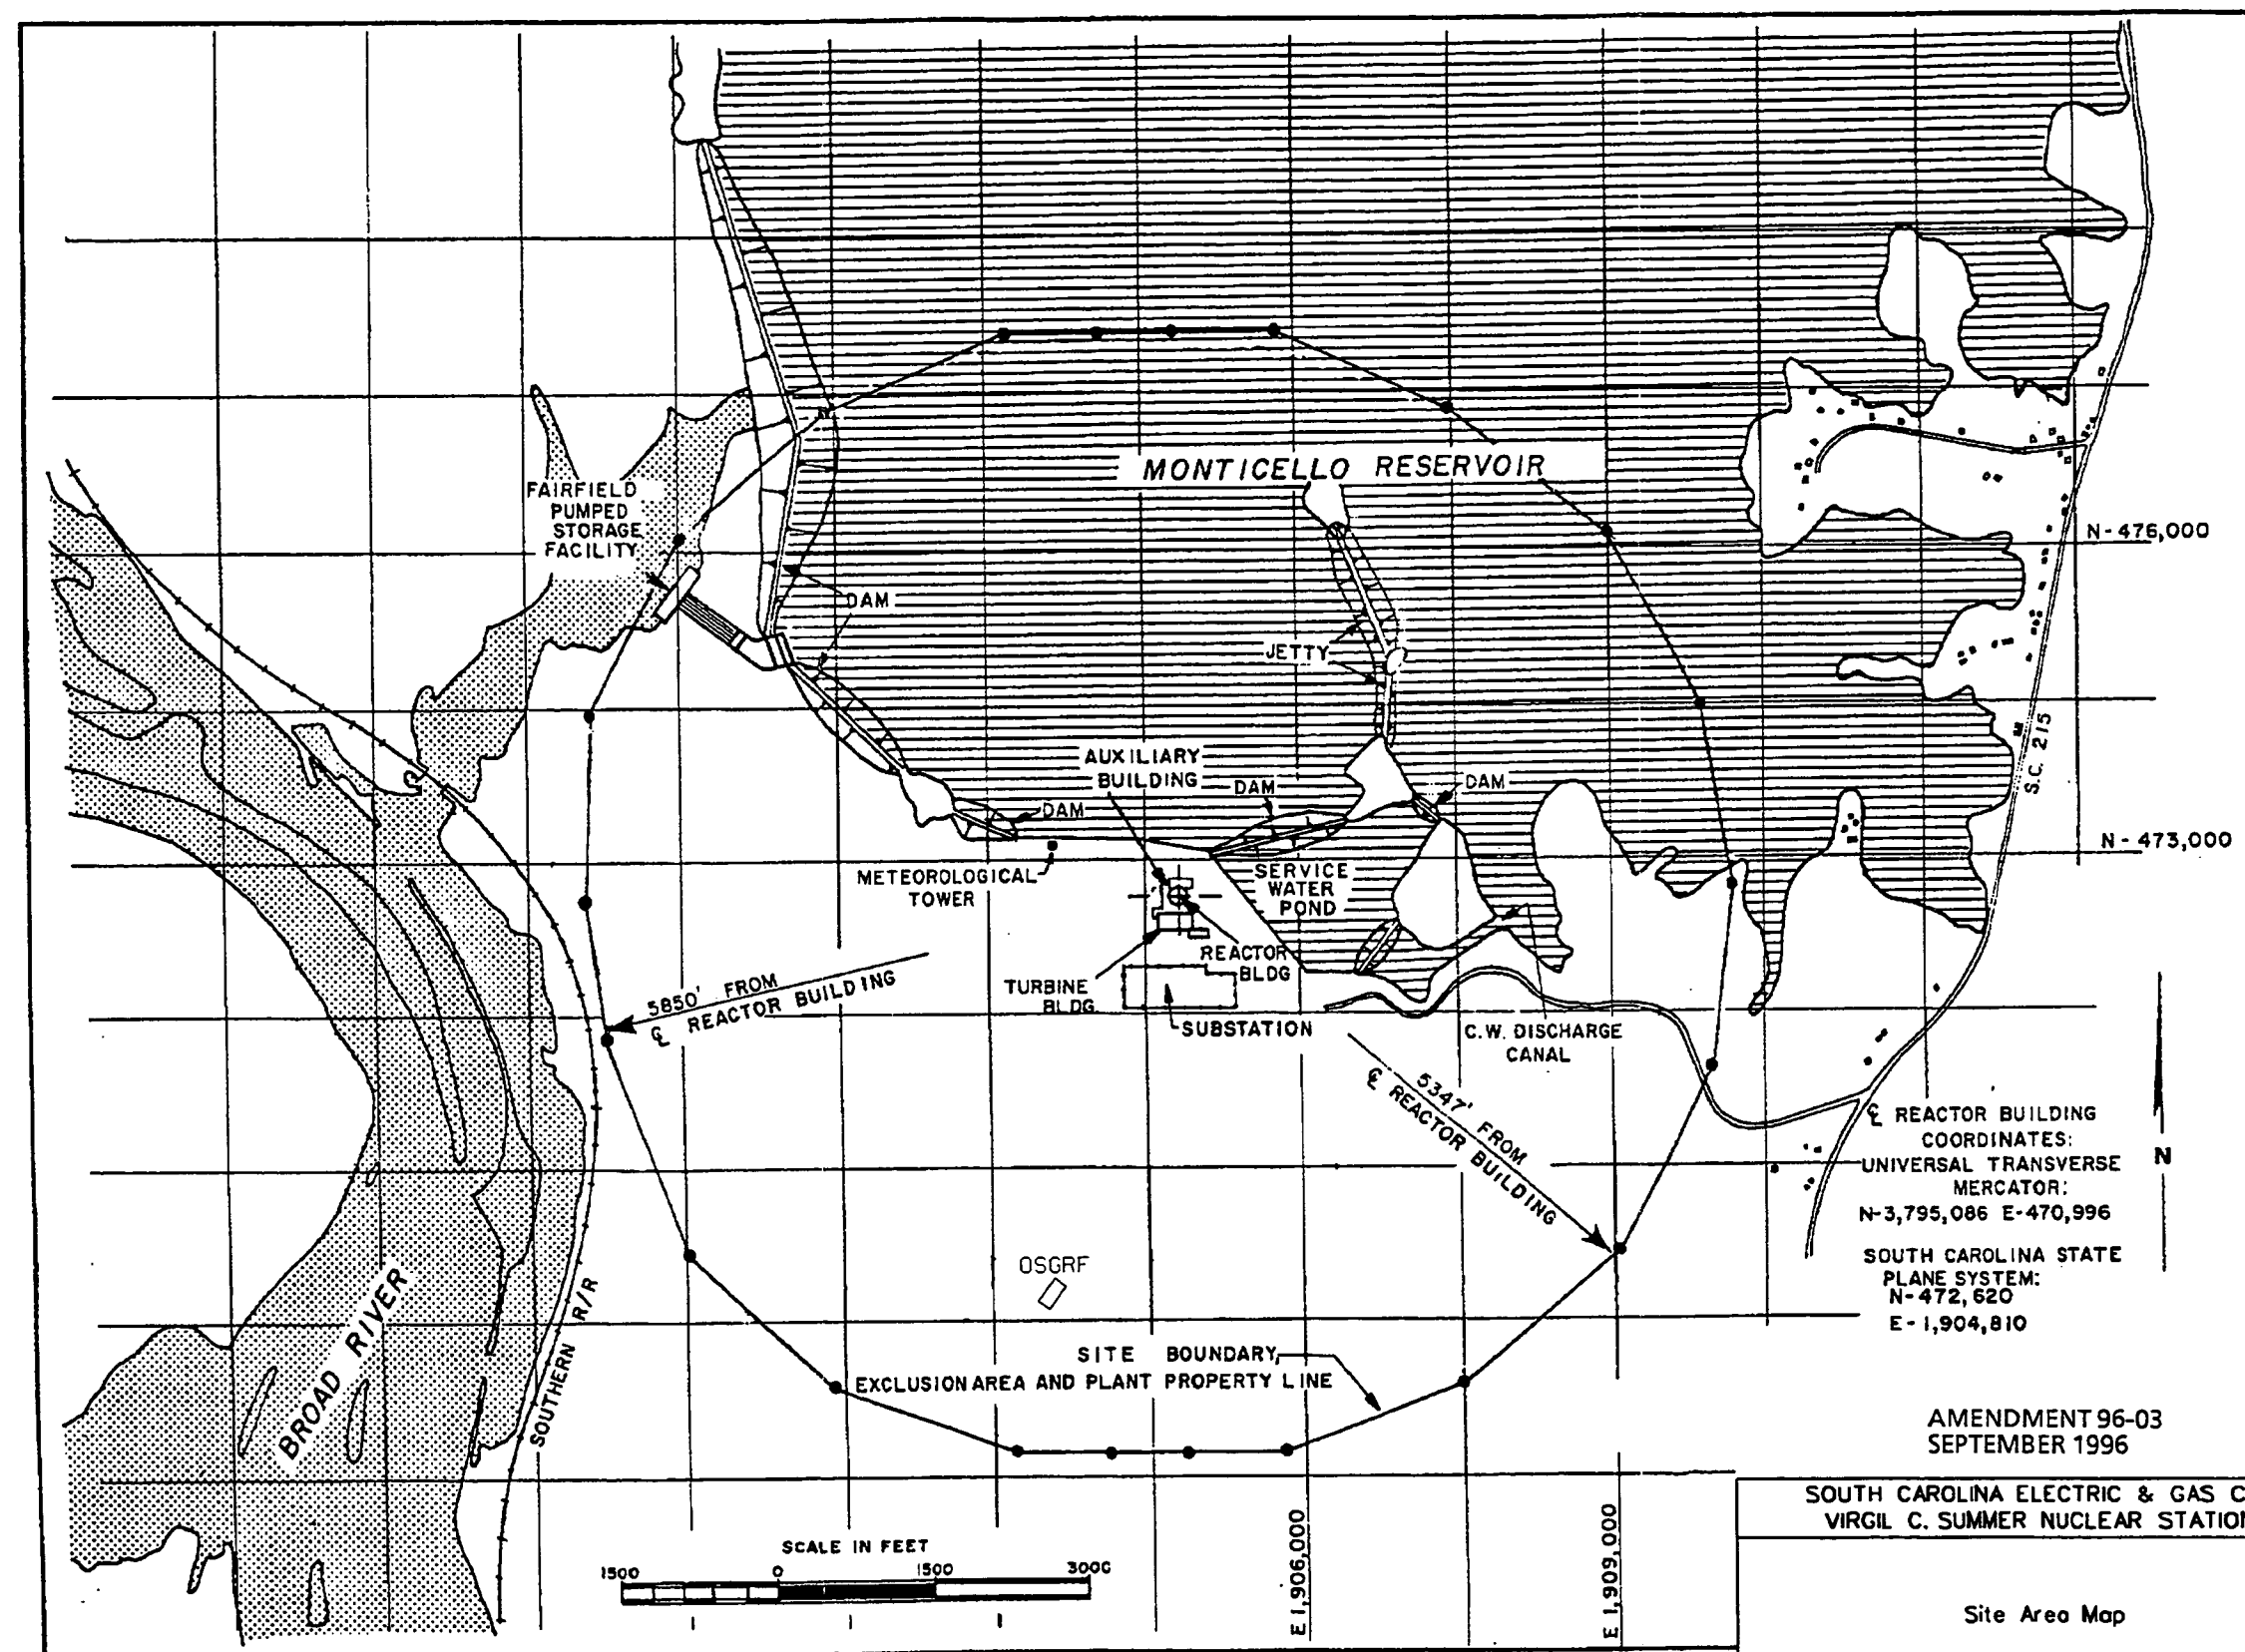 MONTICELLO RESERVOIR
FAIRFIELD
PUMPED
STORAGE
FACILITY
N-476,000
DAM
JETTY
S.C. 215
AUXILIARY
BUILDING
DAM
DAM
DAM
N-473,000
METEOROLOGICAL
TOWER
SERVICE
WATER
POND
REACTOR
BLDG
TURBINE
BLDG.
SUBSTATION
5850' FROM
℄ REACTOR BUILDING
C.W. DISCHARGE
CANAL
5347' FROM
℄ REACTOR BUILDING
℄ REACTOR BUILDING
COORDINATES:
UNIVERSAL TRANSVERSE
MERCATOR:
N-3,795,086 E-470,996
N
SOUTH CAROLINA STATE
PLANE SYSTEM:
N-472,620
E-1,904,810
OSGRF
BROAD RIVER
SOUTHERN R/R
SITE BOUNDARY,
EXCLUSION AREA AND PLANT PROPERTY LINE
AMENDMENT 96-03
SEPTEMBER 1996
SCALE IN FEET
1500 0 1500 3000
E 1,906,000
E 1,909,000
SOUTH CAROLINA ELECTRIC & GAS C
VIRGIL C. SUMMER NUCLEAR STATION
Site Area Map